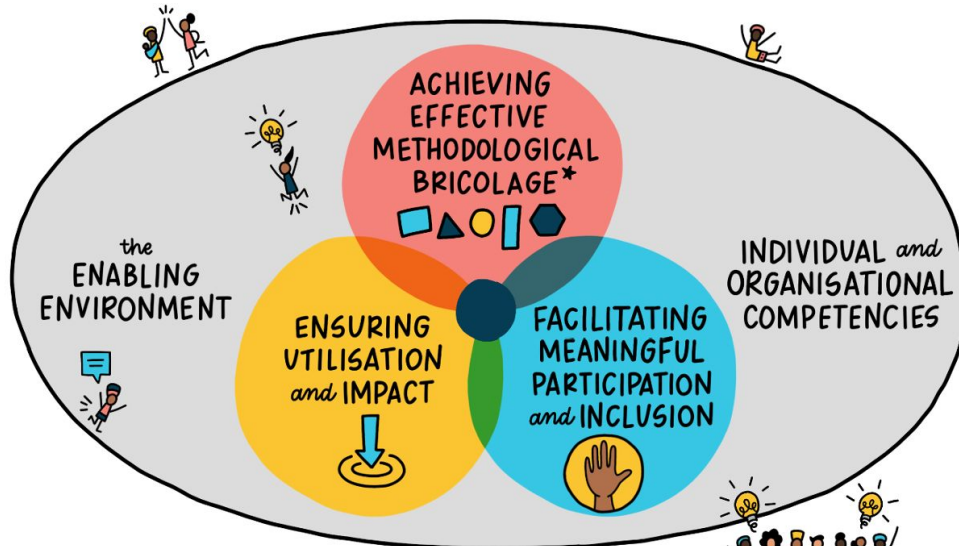 ACHIEVING
EFFECTIVE
METHODOLOGICAL
BRICOLAGE*
the
ENABLING
ENVIRONMENT
INDIVIDUAL and
ORGANISATIONAL
COMPETENCIES
ENSURING
UTILISATION
and IMPACT
FACILITATING
MEANINGFUL
PARTICIPATION
and INCLUSION